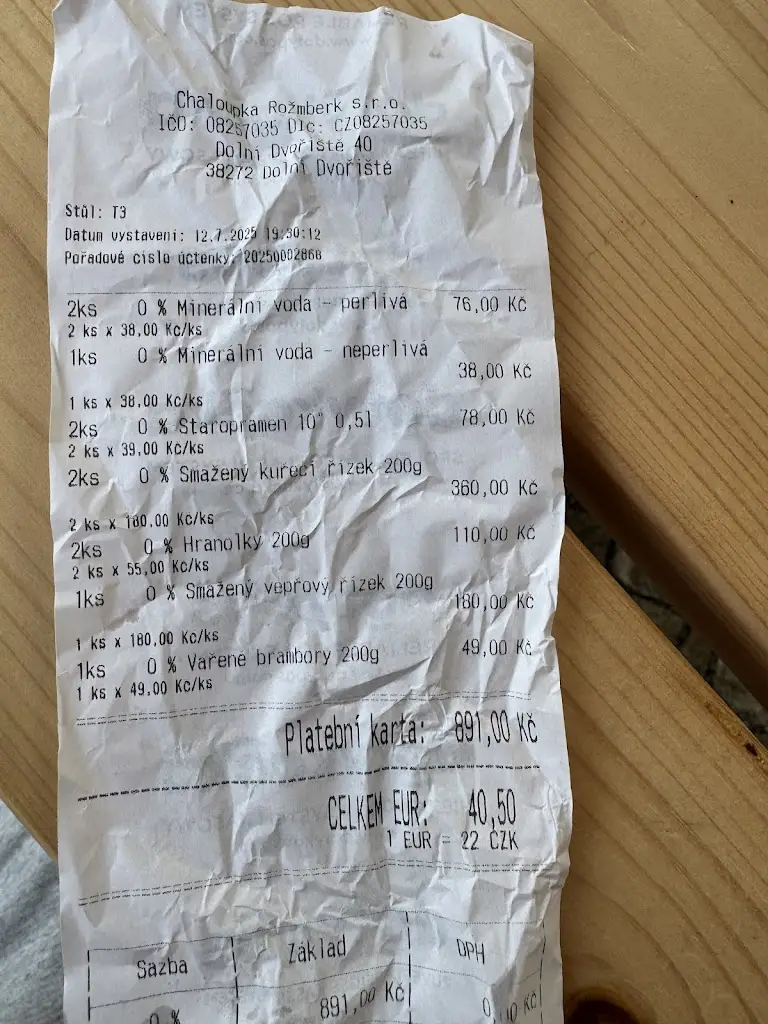 Chaloupka Rožmberk s.r.o.
IČO: 08257035 DIČ: CZ08257035
Dolní Dvořiště 40
38272 Dolní Dvořiště
Stůl: T3
Datum vystavení: 12.7.2025 19:30:12
Pořadové číslo účtenky: 20250002868
2ks 0 % Minerální voda - perlivá 76,00 Kč
2 ks x 38,00 Kc/ks
1ks 0 % Minerální voda - neperlivá
38,00 Kč
1 ks x 38,00 Kc/ks
2ks 0 % Staropramen 10° 0,5l 78,00 Kč
2 ks x 39,00 Kc/ks
2ks 0 % Smažený kuřecí řízek 200g
360,00 Kč
2 ks x 180,00 Kc/ks
2ks 0 % Hranolky 200g 110,00 Kč
2 ks x 55,00 Kc/ks
1ks 0 % Smažený vepřový řízek 200g
180,00 Kč
1 ks x 180,00 Kc/ks
1ks 0 % Vařené brambory 200g 49,00 Kč
1 ks x 49,00 Kc/ks
Platební karta: 891,00 Kč
CELKEM EUR: 40,50
1 EUR = 22 CZK
Sazba Základ DPH
0 % 891,00 Kč 0,00 Kč